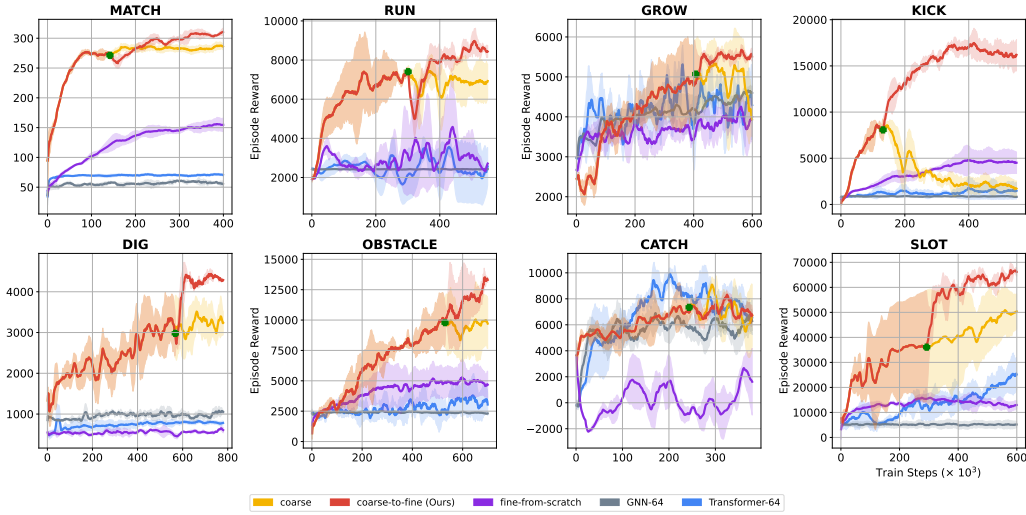 MATCH
300
250
200
150
100
50
0 100 200 300 400
RUN
Episode Reward
10000
8000
6000
4000
2000
0 200 400
GROW
Episode Reward
6000
5000
4000
3000
2000
0 200 400 600
KICK
20000
15000
10000
5000
0
0 200 400
DIG
4000
3000
2000
1000
0 200 400 600 800
OBSTACLE
Episode Reward
15000
12500
10000
7500
5000
2500
0
0 200 400 600
CATCH
Episode Reward
10000
8000
6000
4000
2000
0
−2000
0 100 200 300
SLOT
Episode Reward
70000
60000
50000
40000
30000
20000
10000
0
0 200 400 600
Train Steps (× 10³)
coarse coarse-to-fine (Ours) fine-from-scratch GNN-64 Transformer-64